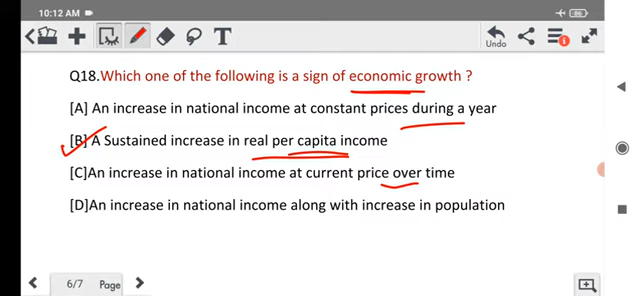 10:12 AM
86
T
Undo
Q18.Which one of the following is a sign of economic growth ?
[A] An increase in national income at constant prices during a year
[B] A Sustained increase in real per capita income
[C]An increase in national income at current price over time
[D]An increase in national income along with increase in population
6/7 Page